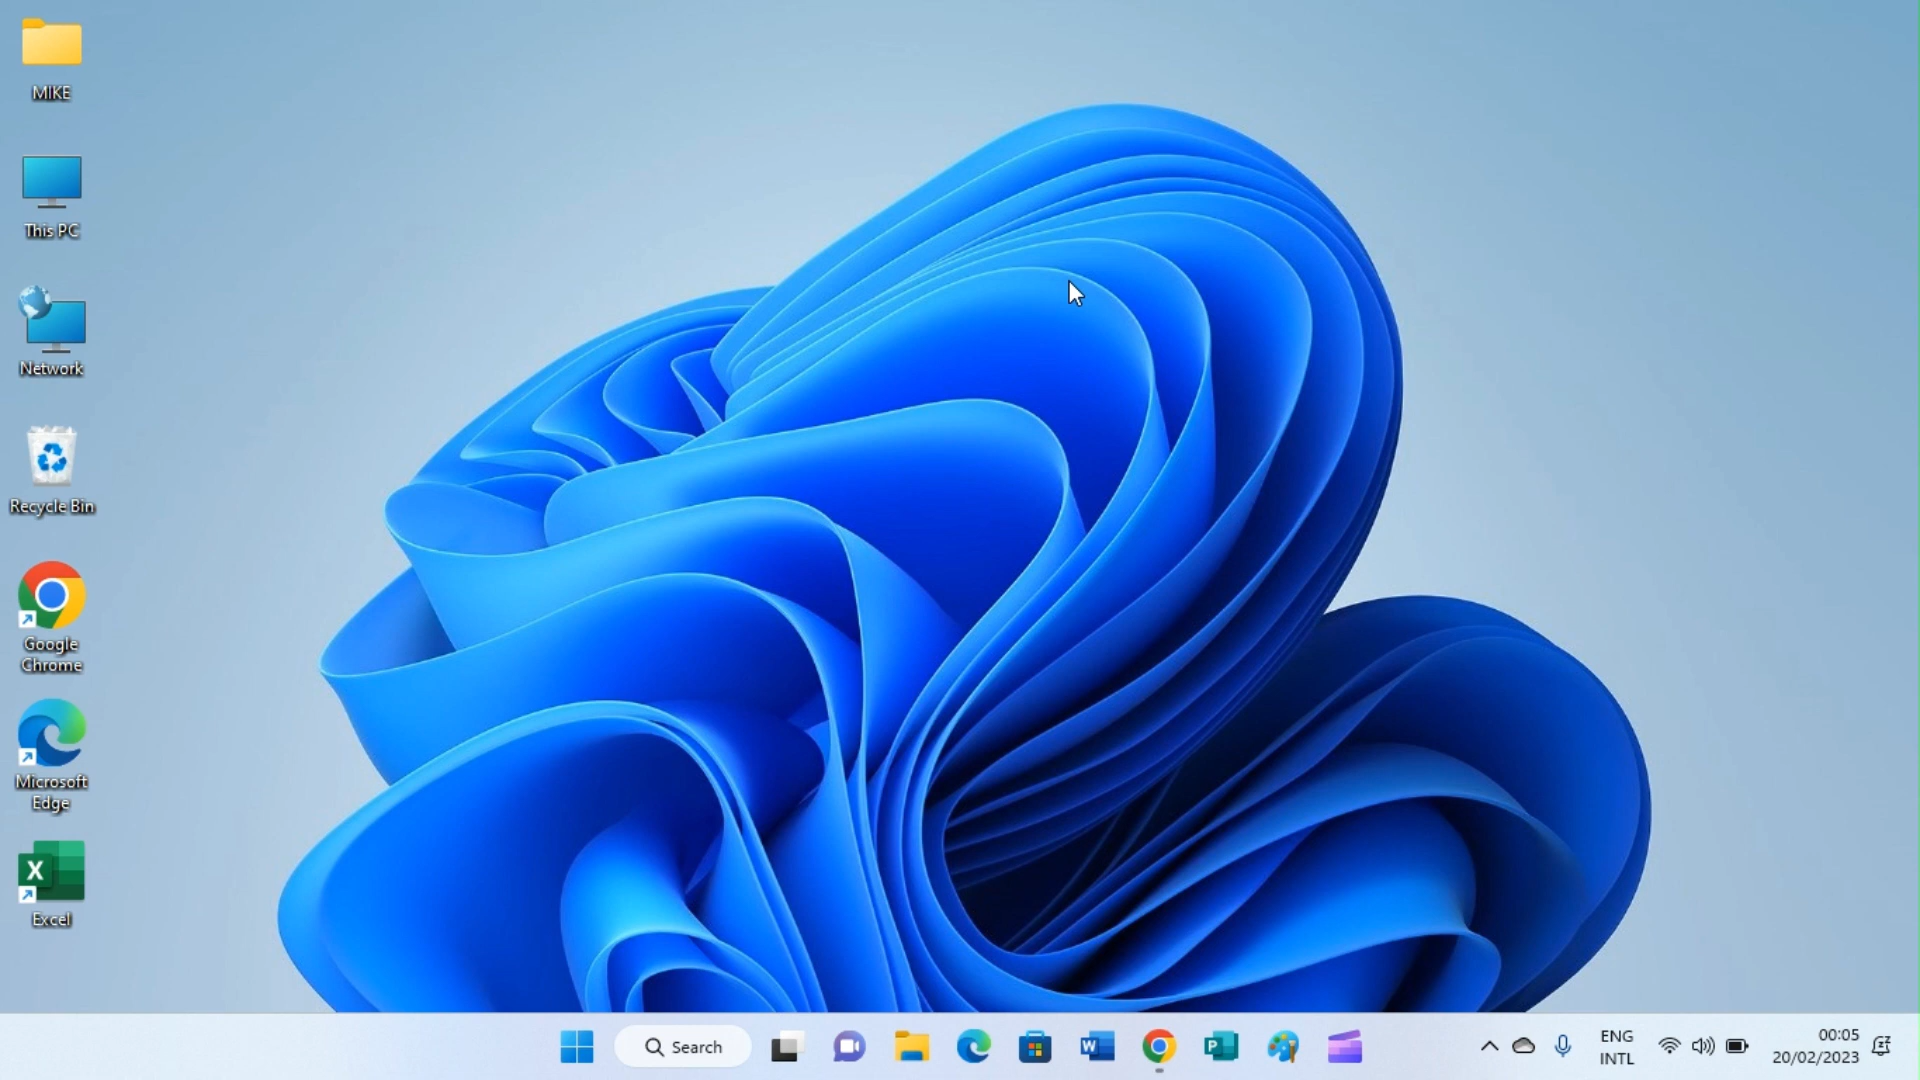 MIKE
This PC
Network
Recycle Bin
Google
Chrome
Microsoft
Edge
X
Excel
Search
W
P
ENG
INTL
00:05
20/02/2023